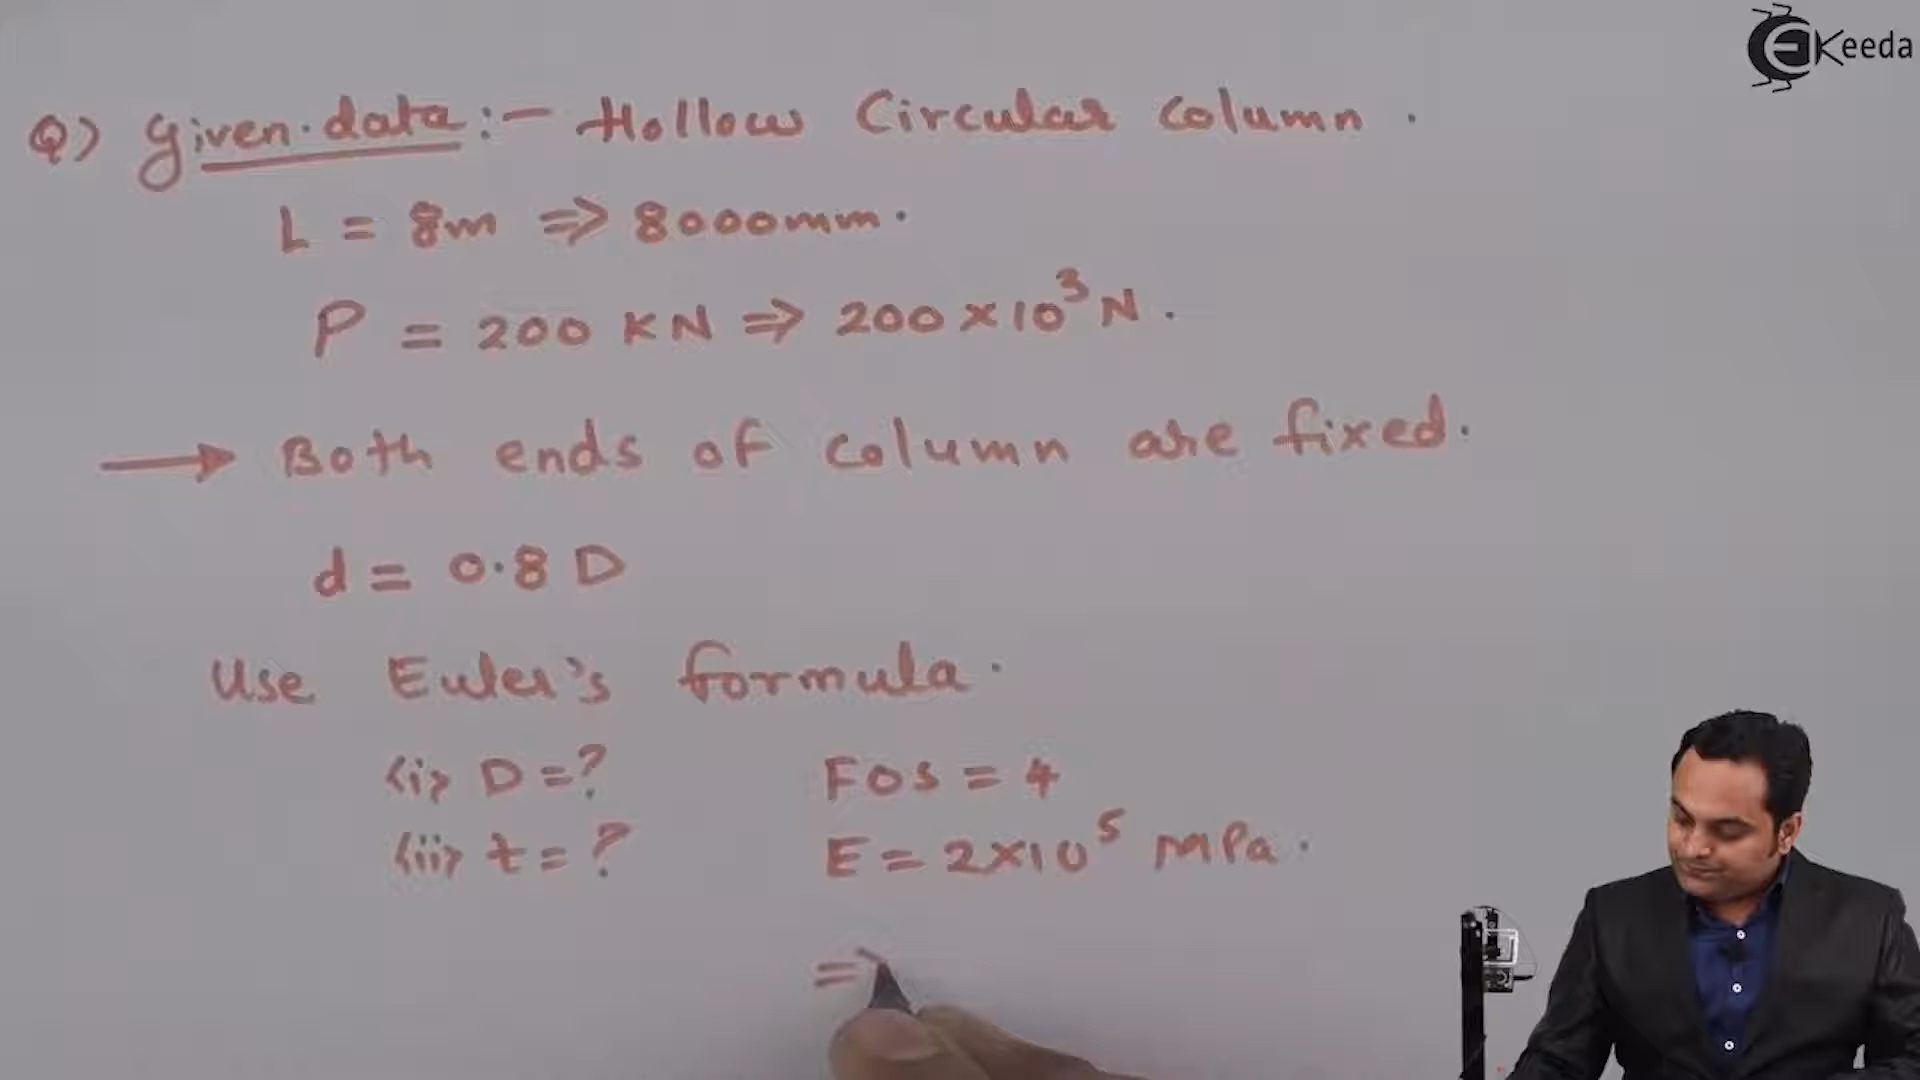 Ekeeda
Q) Given data :- Hollow Circular Column.
L = 8m => 8000mm.
P = 200 KN => 200 × 10³ N.
→ Both ends of column are fixed.
d = 0.8 D
Use Euler's formula.
<i> D = ? FOS = 4
<ii> t = ? E = 2×10⁵ MPa.
=